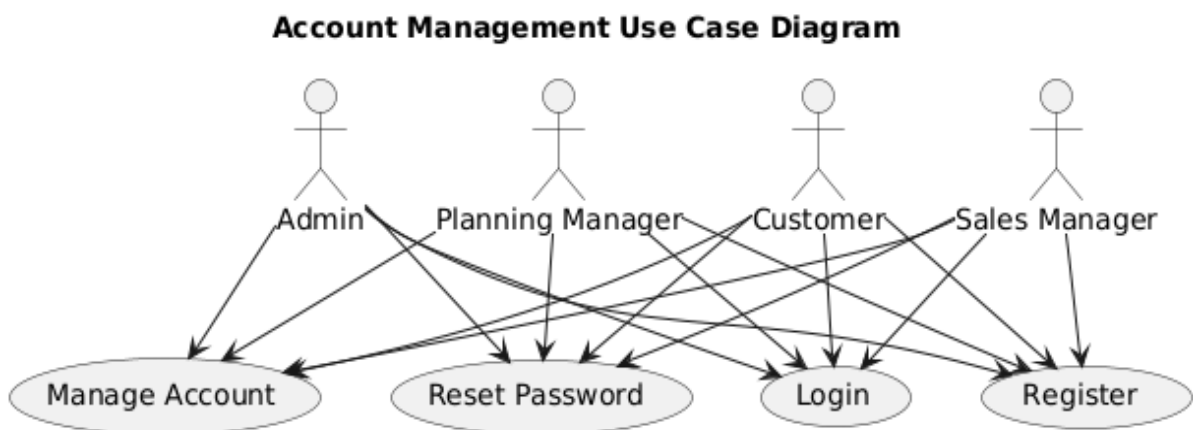 Account Management Use Case Diagram
Admin
Planning Manager
Customer
Sales Manager
Manage Account
Reset Password
Login
Register